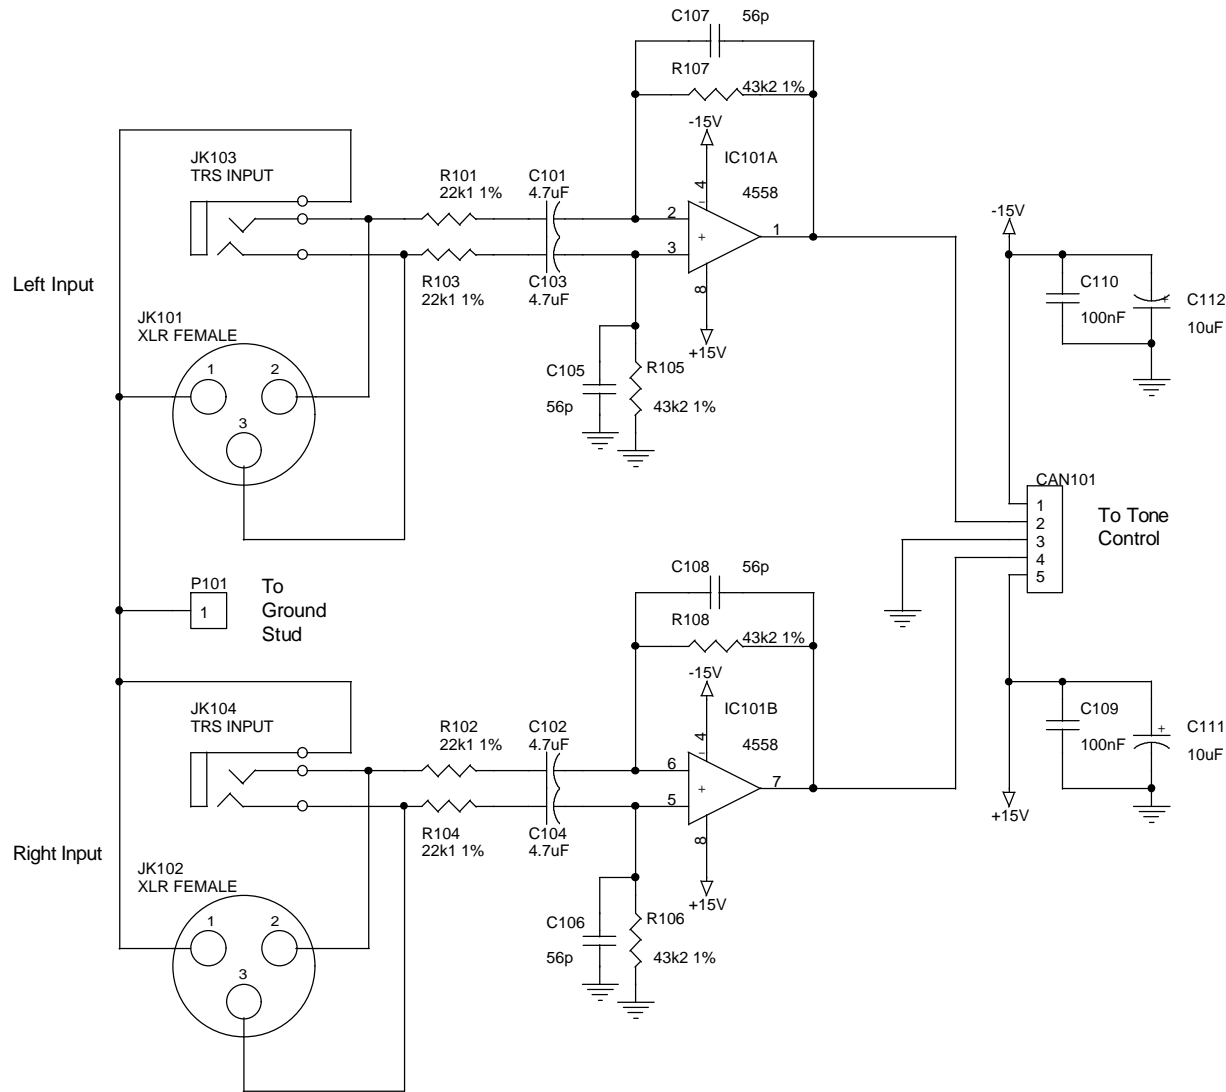 C107 56p
R107
43k2 1%
-15V
JK103
TRS INPUT
IC101A
4558
4
R101
22k1 1%
C101
4.7uF
2
−
+
1
3
8
R103
22k1 1%
C103
4.7uF
+15V
Left Input
JK101
XLR FEMALE
1
2
3
C105
56p
R105
43k2 1%
-15V
C110
100nF
+
C112
10uF
CAN101
1
2
3
4
5
To Tone
Control
P101
1
To
Ground
Stud
C108 56p
R108
43k2 1%
-15V
JK104
TRS INPUT
IC101B
4558
4
R102
22k1 1%
C102
4.7uF
6
−
+
7
5
8
R104
22k1 1%
C104
4.7uF
+15V
Right Input
JK102
XLR FEMALE
1
2
3
C106
56p
R106
43k2 1%
C109
100nF
+
C111
10uF
+15V